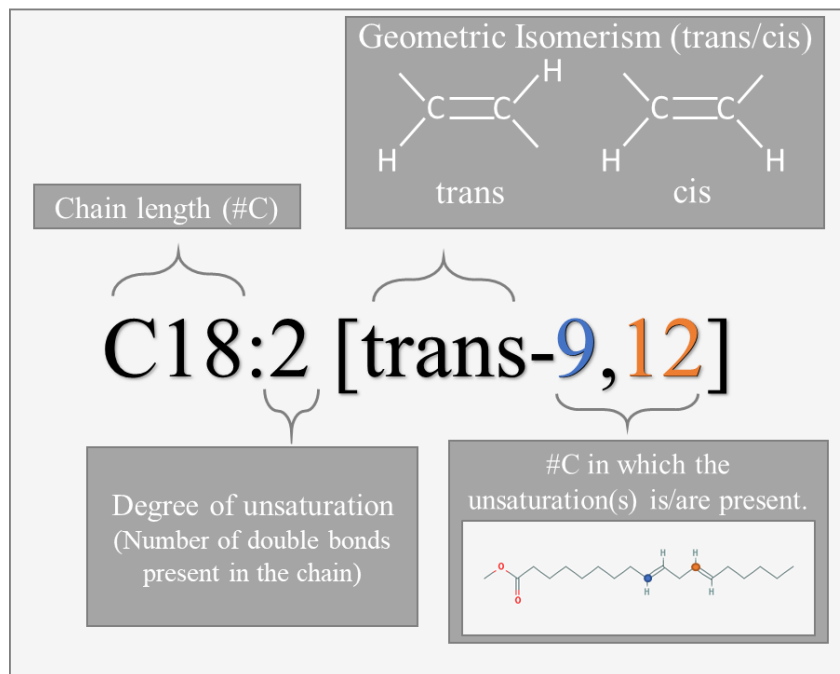 Geometric Isomerism (trans/cis)
H
C C
H
trans
C C
H H
cis
Chain length (#C)
C18:2 [trans-9,12]
Degree of unsaturation
(Number of double bonds
present in the chain)
#C in which the
unsaturation(s) is/are present.
O
O
H
H
H
H